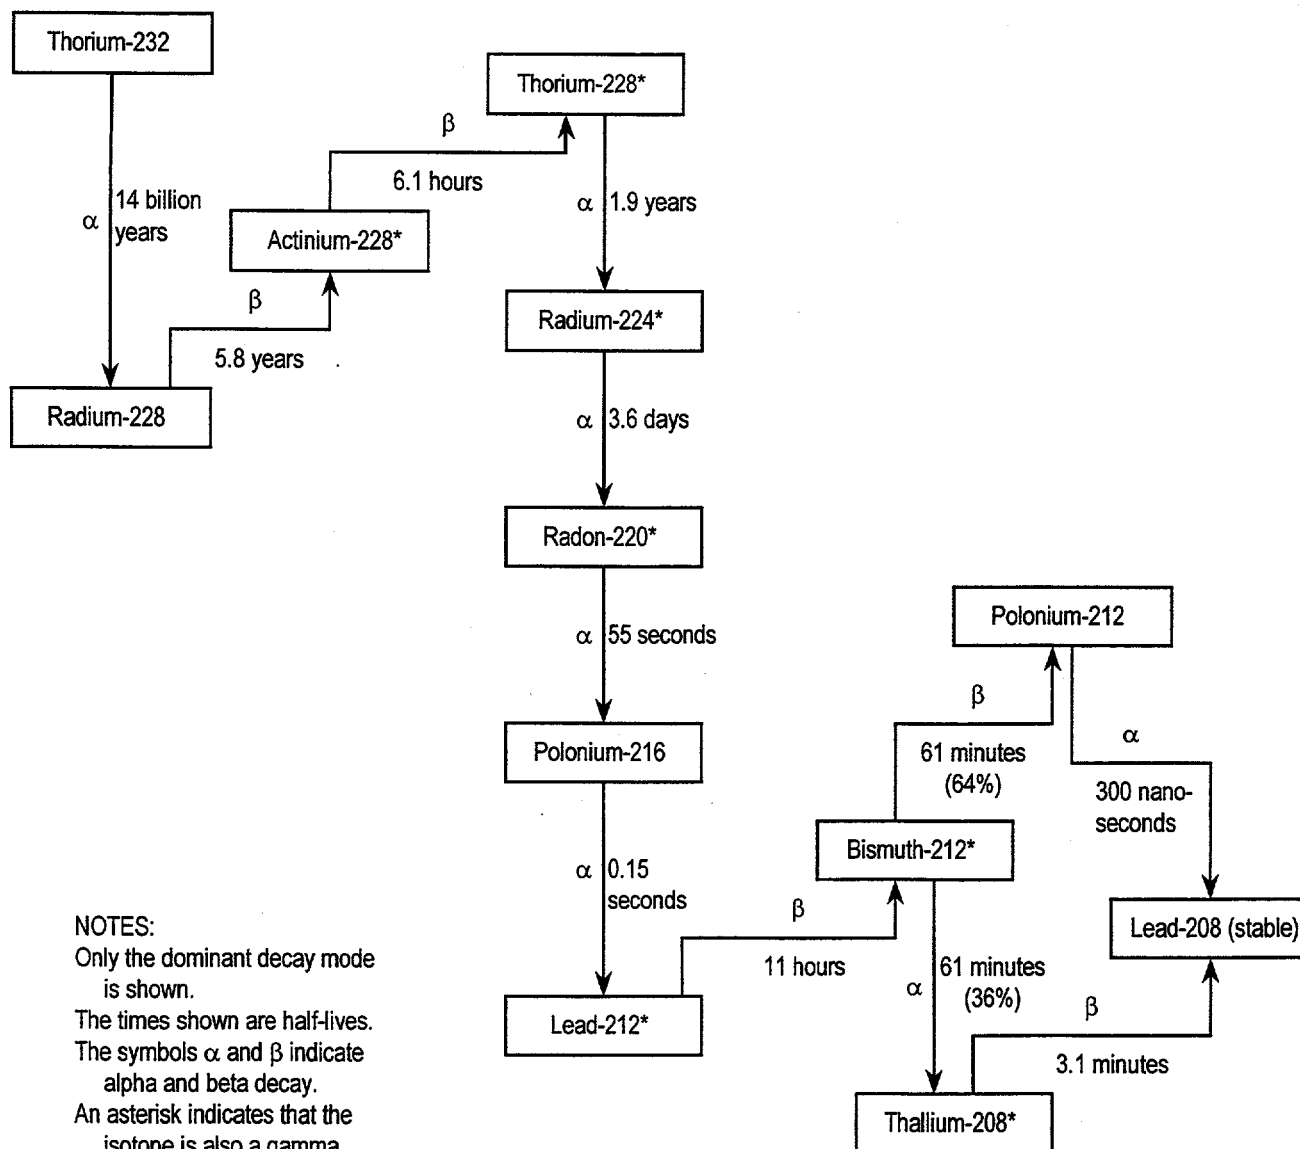 Thorium-232
α
14 billion
years
Radium-228
β
5.8 years
Actinium-228*
β
6.1 hours
Thorium-228*
α
1.9 years
Radium-224*
α
3.6 days
Radon-220*
α
55 seconds
Polonium-216
α
0.15
seconds
Lead-212*
β
11 hours
Bismuth-212*
β
61 minutes
(64%)
Polonium-212
α
300 nano-
seconds
α
61 minutes
(36%)
Thallium-208*
β
3.1 minutes
Lead-208 (stable)
NOTES:
Only the dominant decay mode
is shown.
The times shown are half-lives.
The symbols α and β indicate
alpha and beta decay.
An asterisk indicates that the
isotope is also a gamma